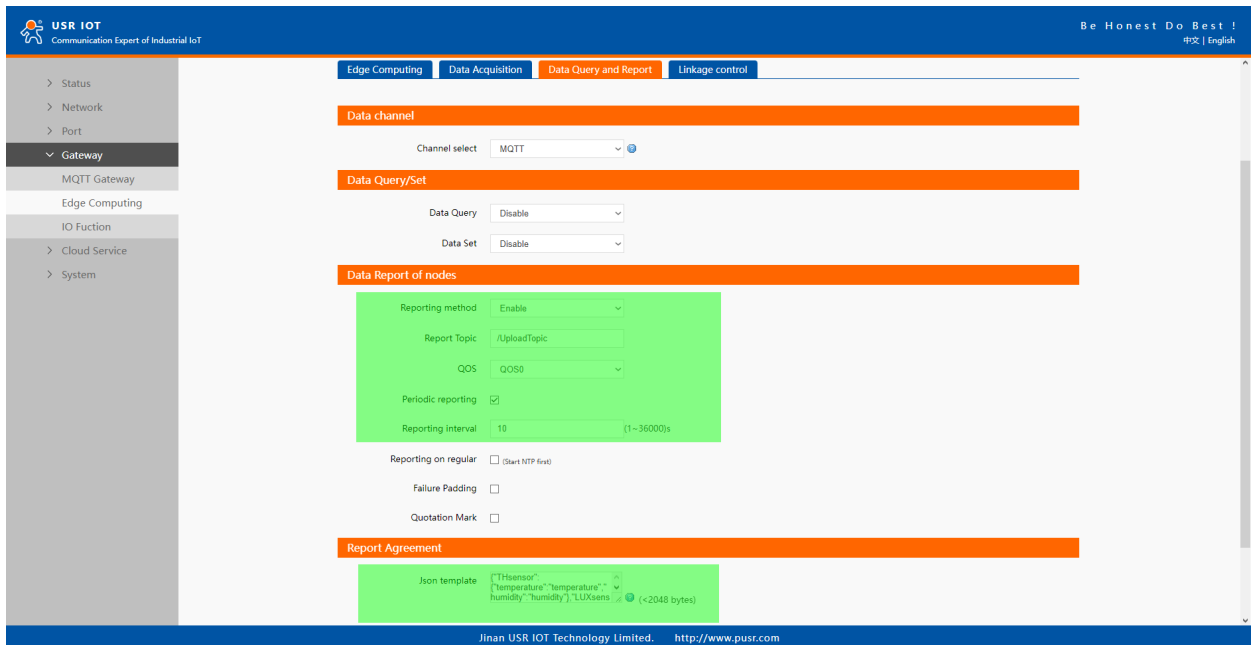 USR IOT
Communication Expert of Industrial IoT
Be Honest Do Best !
中文 | English
Status
Network
Port
Gateway
MQTT Gateway
Edge Computing
IO Fuction
Cloud Service
System
Edge Computing Data Acquisition Data Query and Report Linkage control
Data channel
Channel select MQTT
Data Query/Set
Data Query Disable
Data Set Disable
Data Report of nodes
Reporting method Enable
Report Topic /UploadTopic
QOS QOS0
Periodic reporting
Reporting interval 10 (1~36000)s
Reporting on regular (Start NTP first)
Failure Padding
Quotation Mark
Report Agreement
Json template {"THsensor":
{"temperature":"temperature","
humidity":"humidity"},"LUXsens (<2048 bytes)
Jinan USR IOT Technology Limited. http://www.pusr.com